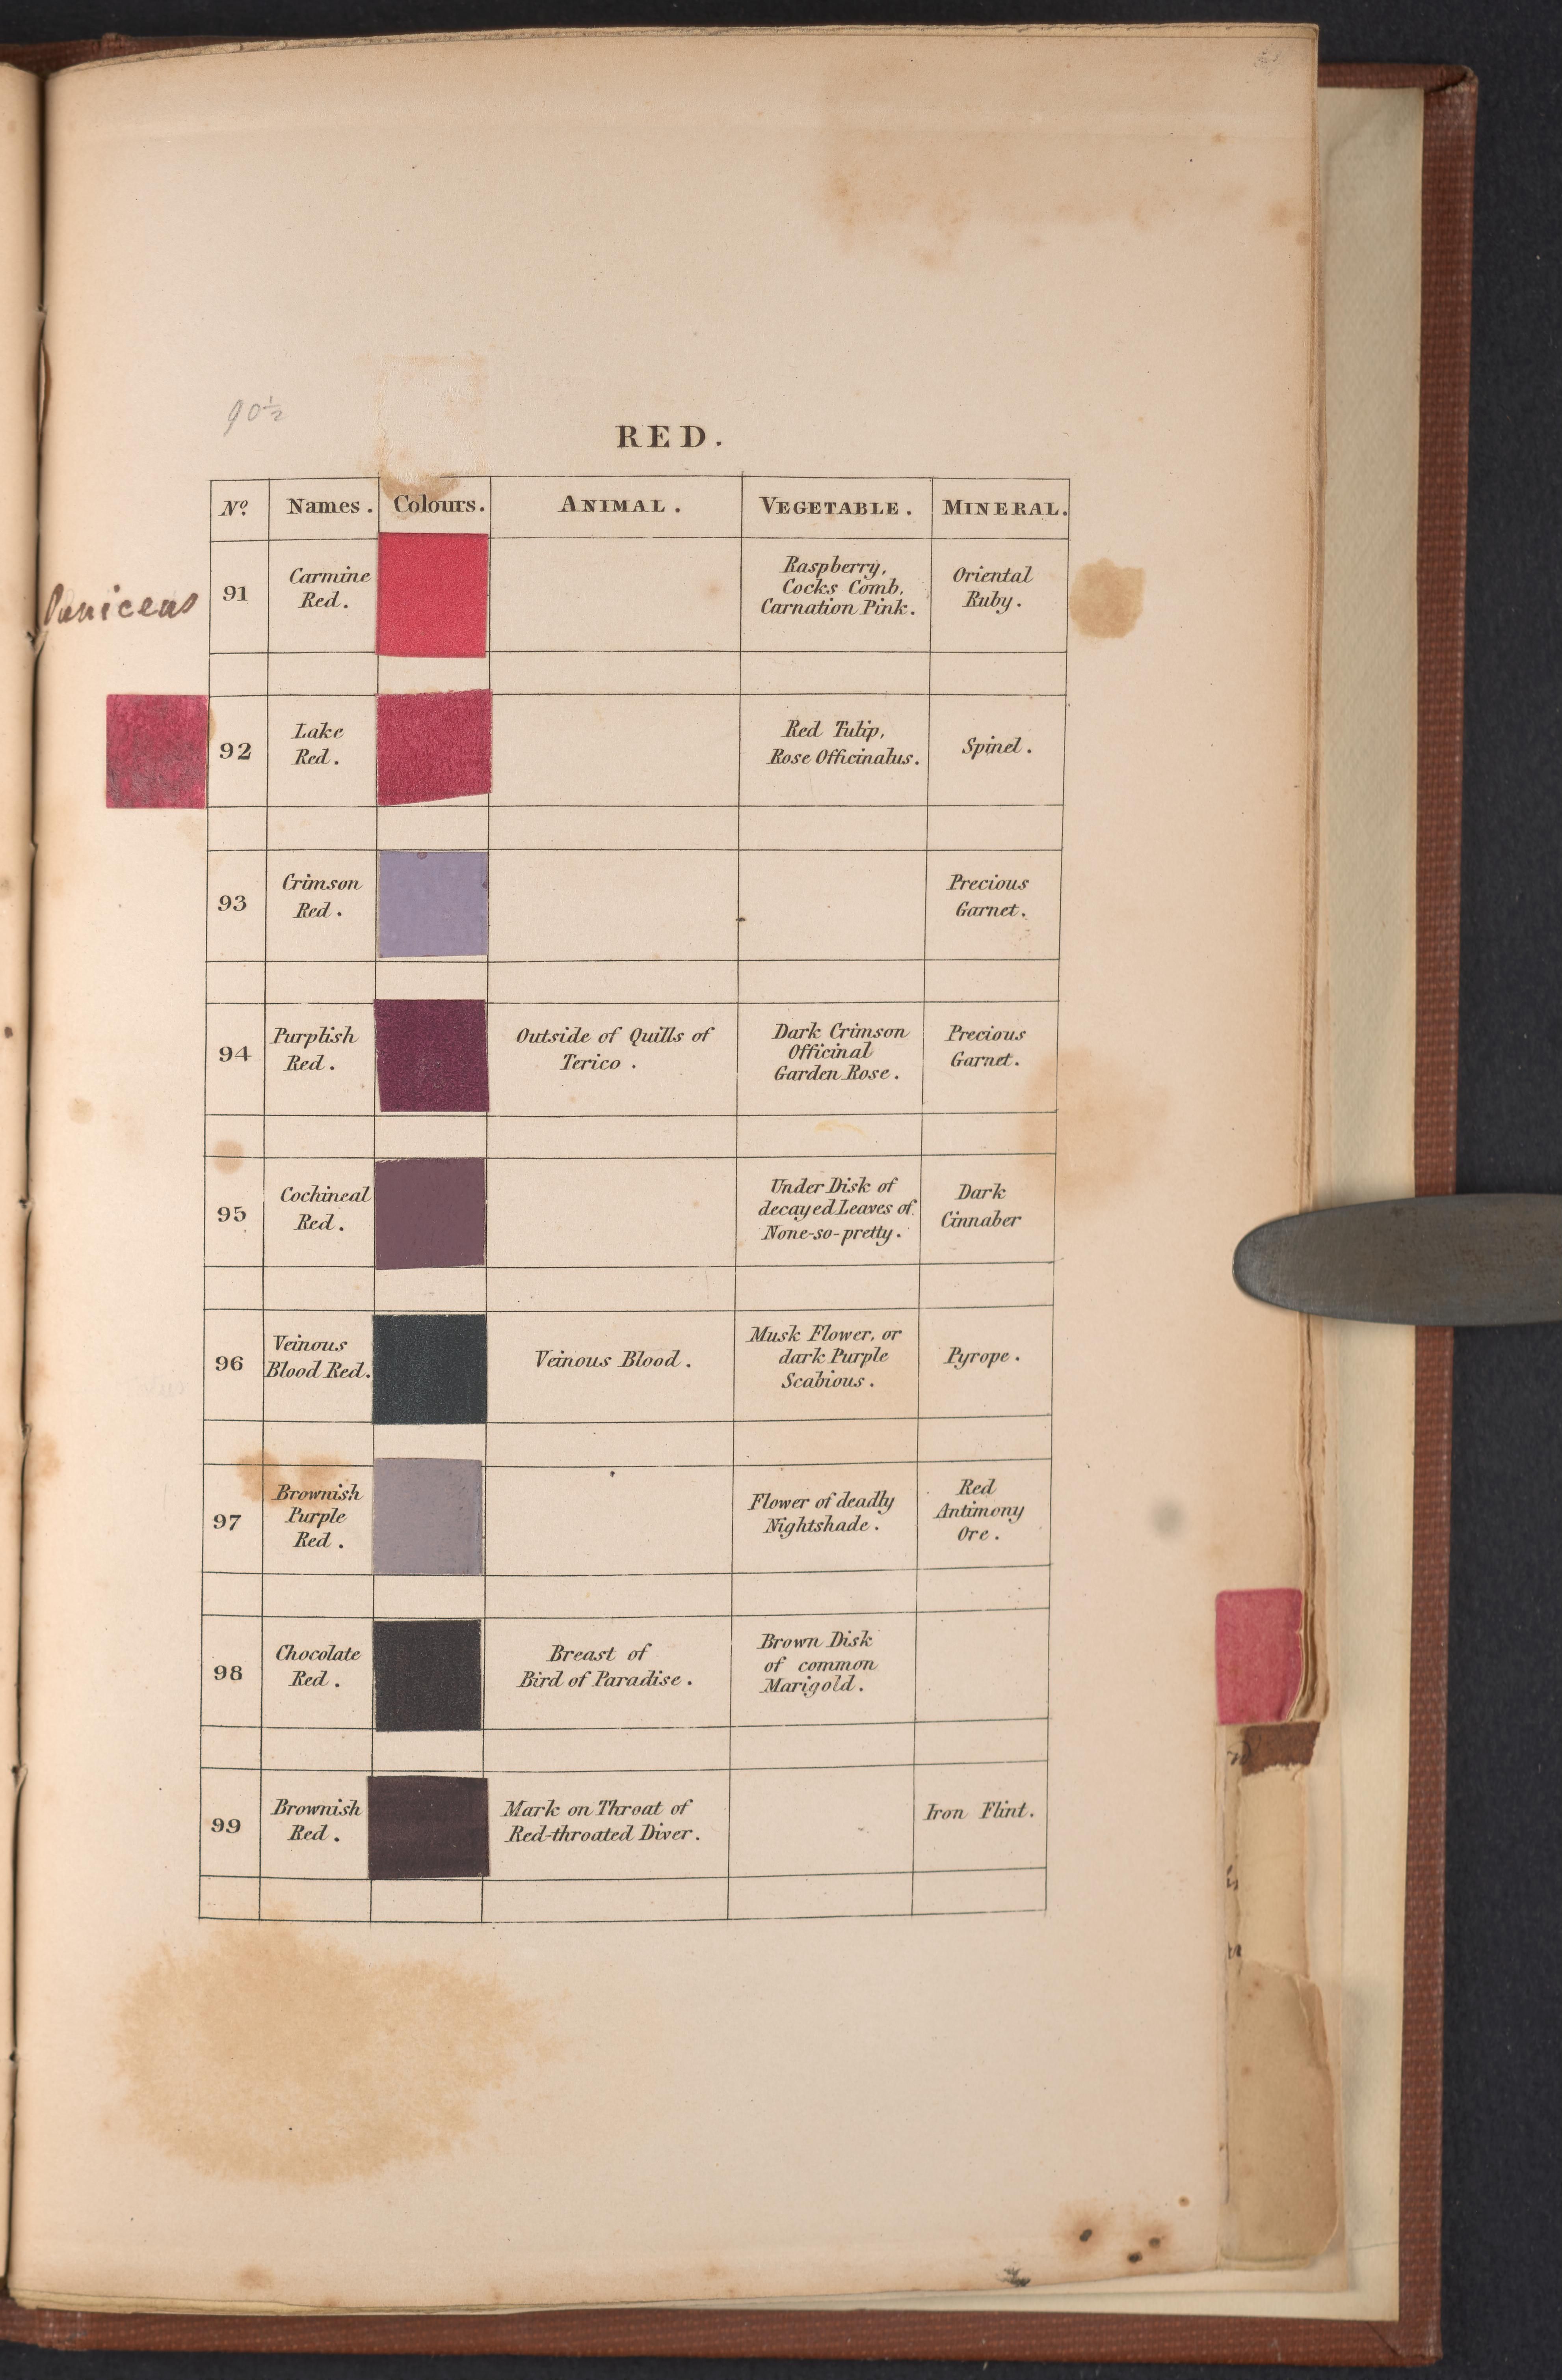 90½
RED.
Nº. Names. Colours. ANIMAL. VEGETABLE. MINERAL.
Puniceus
91
Carmine
Red.
Raspberry,
Cocks Comb.
Carnation Pink.
Oriental
Ruby.
92
Lake
Red.
Red Tulip,
Rose Officinalus.
Spinel.
93
Crimson
Red.
Precious
Garnet.
94
Purplish
Red.
Outside of Quills of
Terico.
Dark Crimson
Officinal
Garden Rose.
Precious
Garnet.
95
Cochineal
Red.
Under Disk of
decayed Leaves of
None-so-pretty.
Dark
Cinnaber
96
Veinous
Blood Red.
Veinous Blood.
Musk Flower, or
dark Purple
Scabious.
Pyrope.
97
Brownish
Purple
Red.
Flower of deadly
Nightshade.
Red
Antimony
Ore.
98
Chocolate
Red.
Breast of
Bird of Paradise.
Brown Disk
of common
Marigold.
99
Brownish
Red.
Mark on Throat of
Red-throated Diver.
Iron Flint.